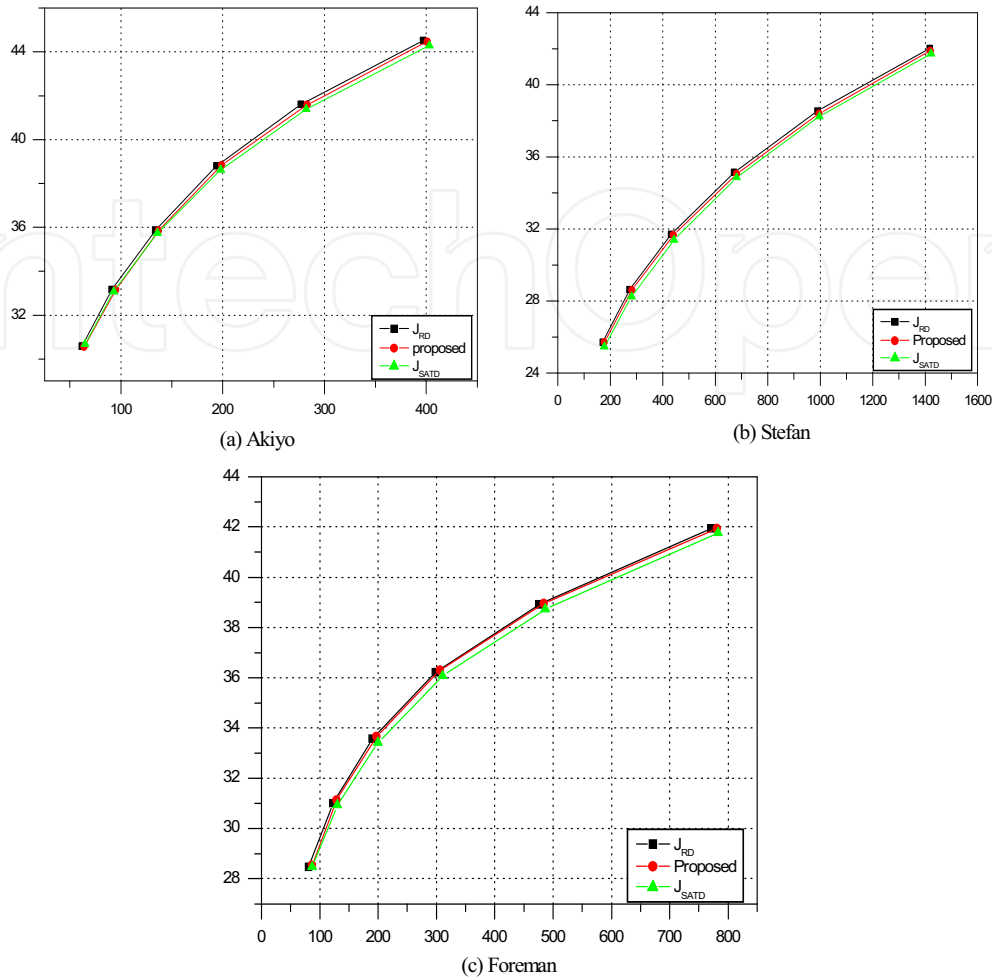 44
40
36
32
J_RD
proposed
J_SATD
100 200 300 400
(a) Akiyo
44
40
36
32
28
24
J_RD
Proposed
J_SATD
0 200 400 600 800 1000 1200 1400 1600
(b) Stefan
IntechOpen
44
42
40
38
36
34
32
30
28
J_RD
Proposed
J_SATD
0 100 200 300 400 500 600 700 800
(c) Foreman